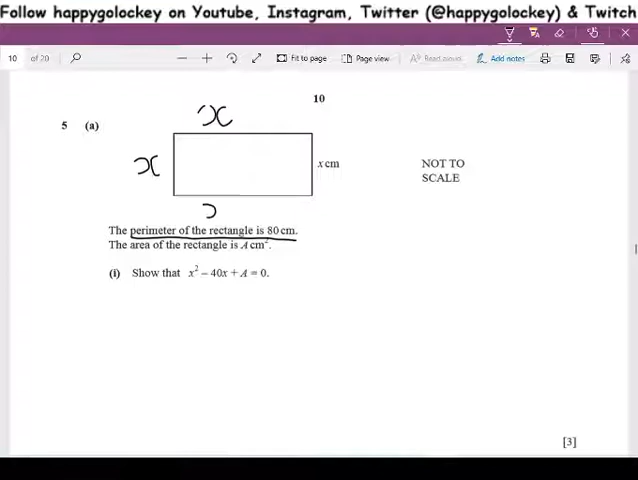 Follow happygolockey on Youtube, Instagram, Twitter (@happygolockey) & Twitch
10 of 20 Fit to page Page view Read aloud Add notes
10
5 (a)
x
x
x cm
NOT TO
SCALE
The perimeter of the rectangle is 80 cm.
The area of the rectangle is A cm².
(i) Show that x² – 40x + A = 0.
[3]